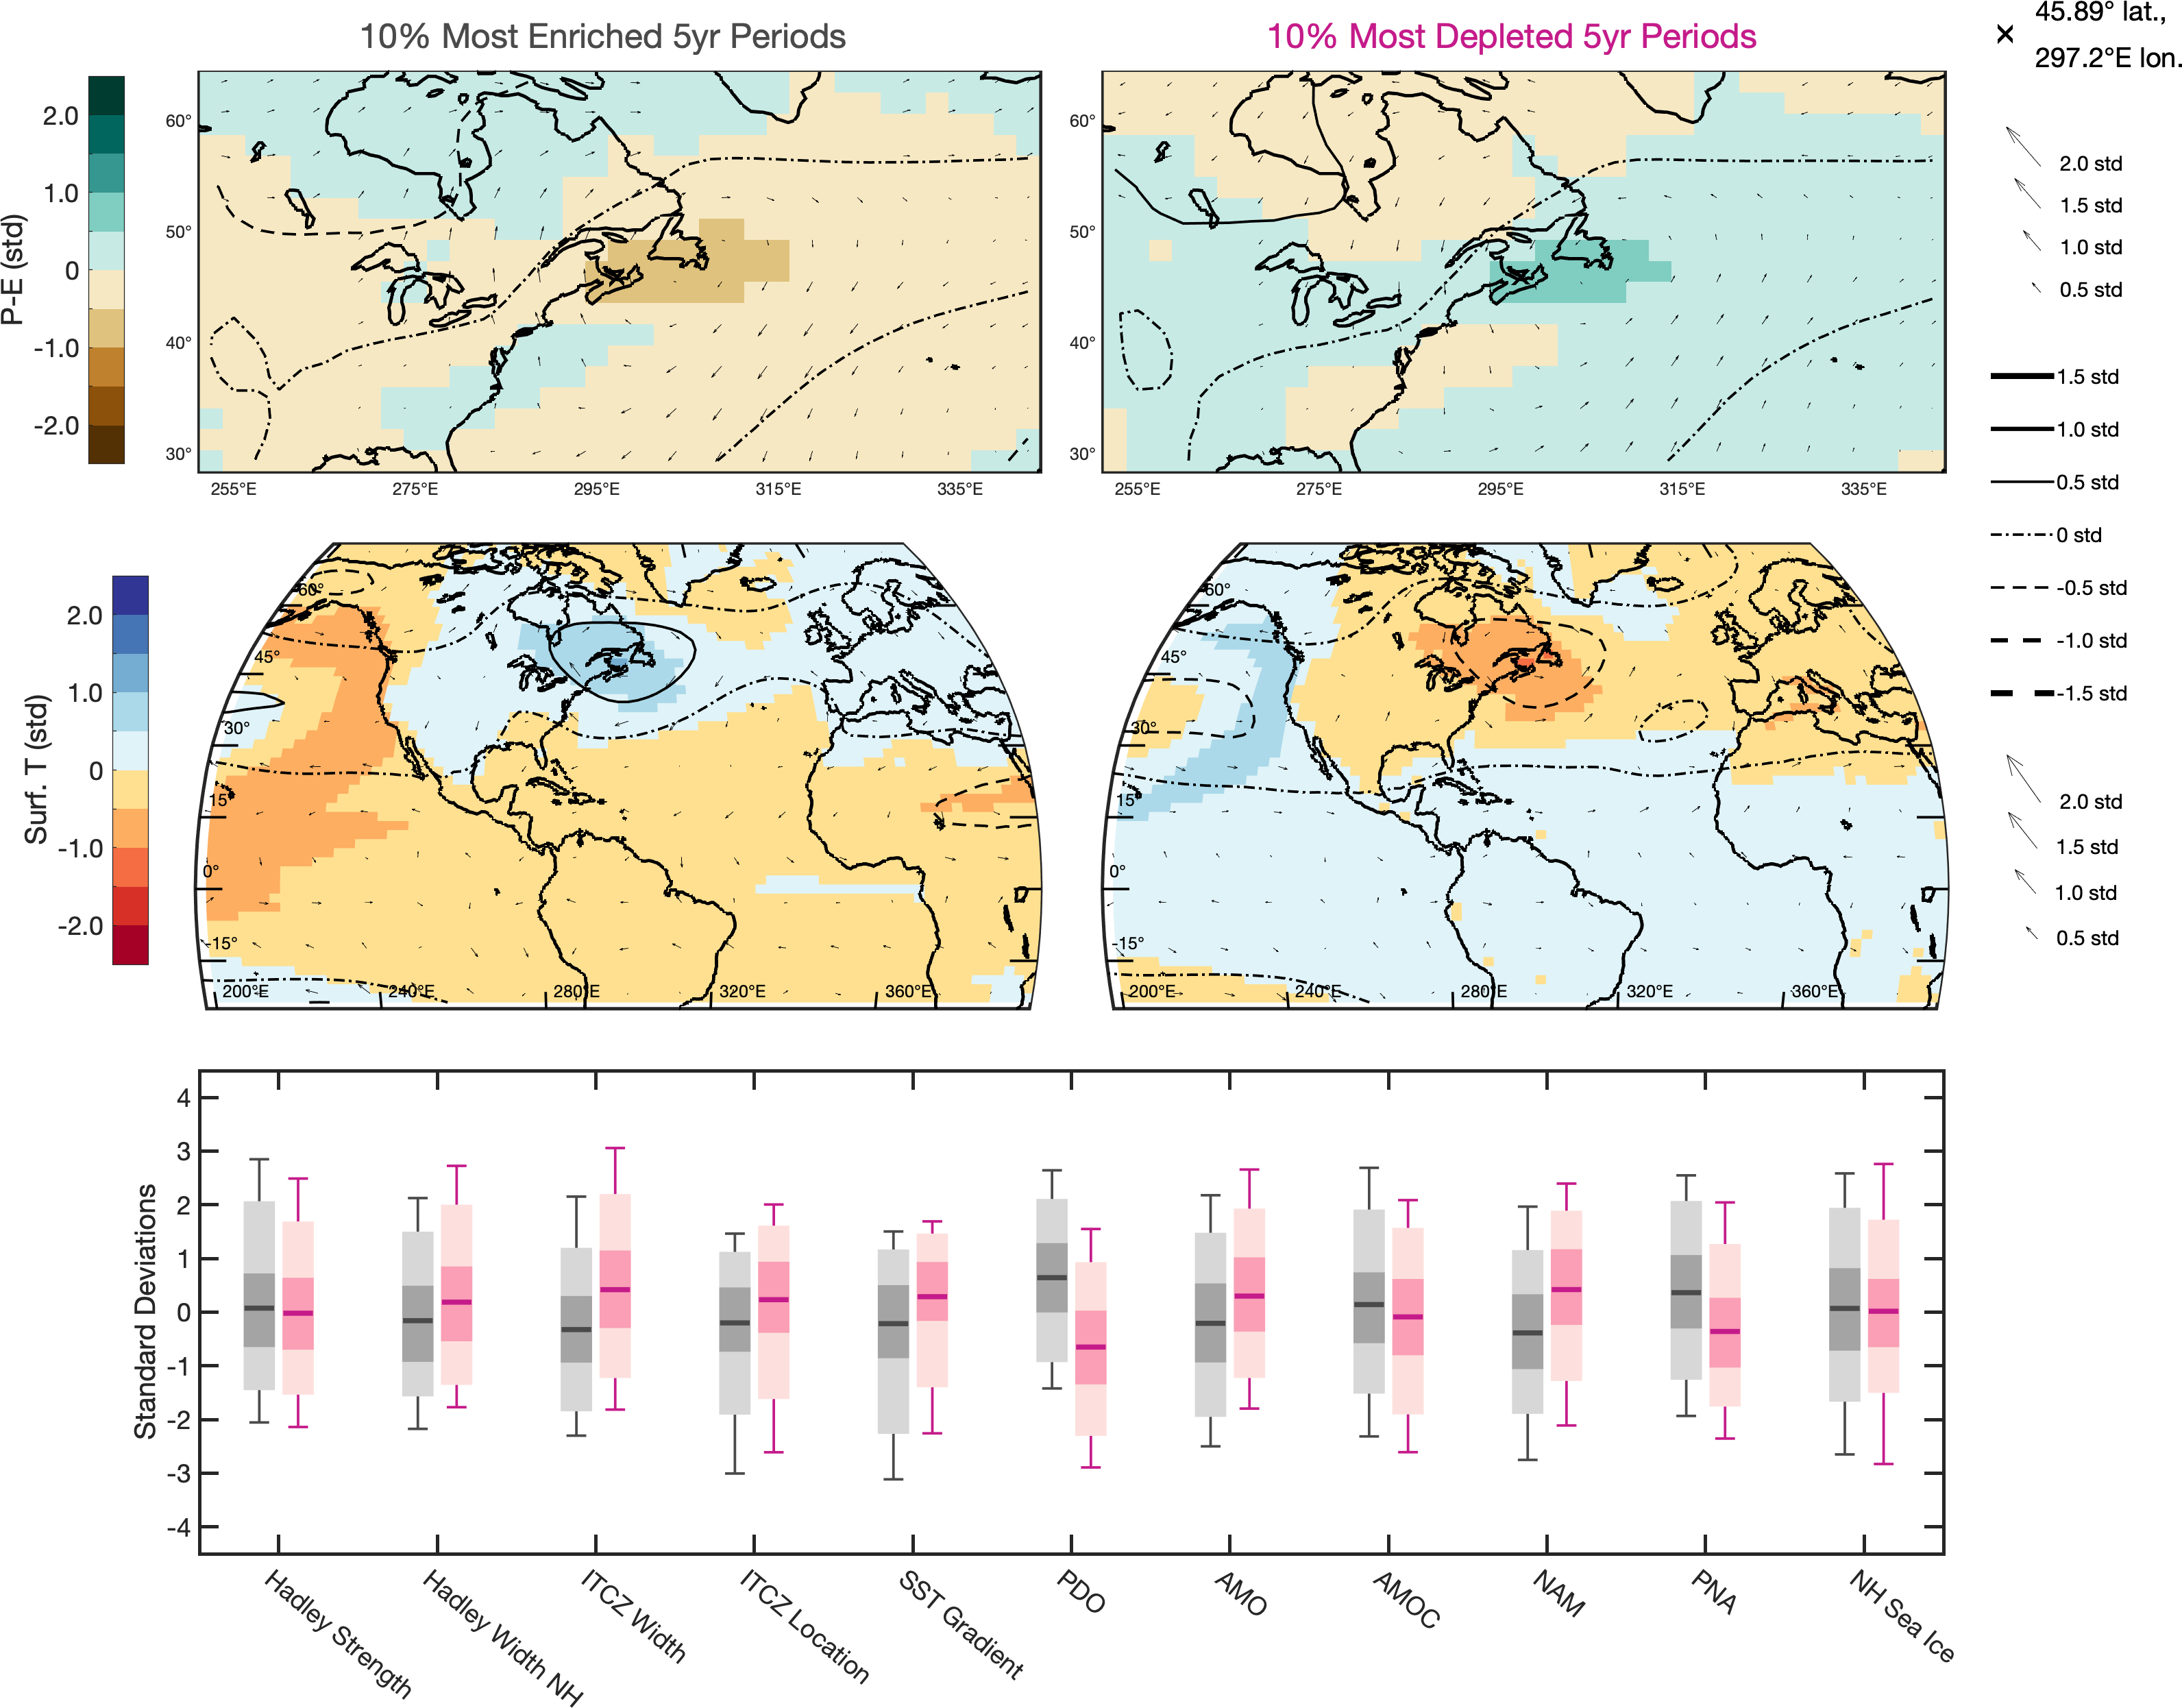 10% Most Enriched 5yr Periods
10% Most Depleted 5yr Periods
× 45.89° lat.,
297.2°E lon.
P-E (std)
2.0
1.0
0
-1.0
-2.0
60°
50°
40°
30°
255°E 275°E 295°E 315°E 335°E
60°
50°
40°
30°
255°E 275°E 295°E 315°E 335°E
2.0 std
1.5 std
1.0 std
0.5 std
1.5 std
1.0 std
0.5 std
0 std
-0.5 std
-1.0 std
-1.5 std
Surf. T (std)
2.0
1.0
0
-1.0
-2.0
60°
45°
30°
15°
0°
-15°
200°E 240°E 280°E 320°E 360°E
60°
45°
30°
15°
0°
-15°
200°E 240°E 280°E 320°E 360°E
2.0 std
1.5 std
1.0 std
0.5 std
Standard Deviations
4
3
2
1
0
-1
-2
-3
-4
Hadley Strength
Hadley Width NH
ITCZ Width
ITCZ Location
SST Gradient
PDO
AMO
AMOC
NAM
PNA
NH Sea Ice